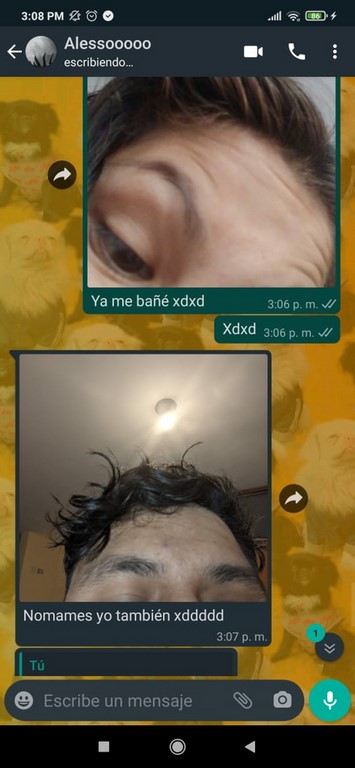 3:08 PM
86
Alessooooo
escribiendo...
Ya me bañé xdxd
3:06 p. m.
Xdxd 3:06 p. m.
Nomames yo también xddddd
3:07 p. m.
1
Tú
Escribe un mensaje